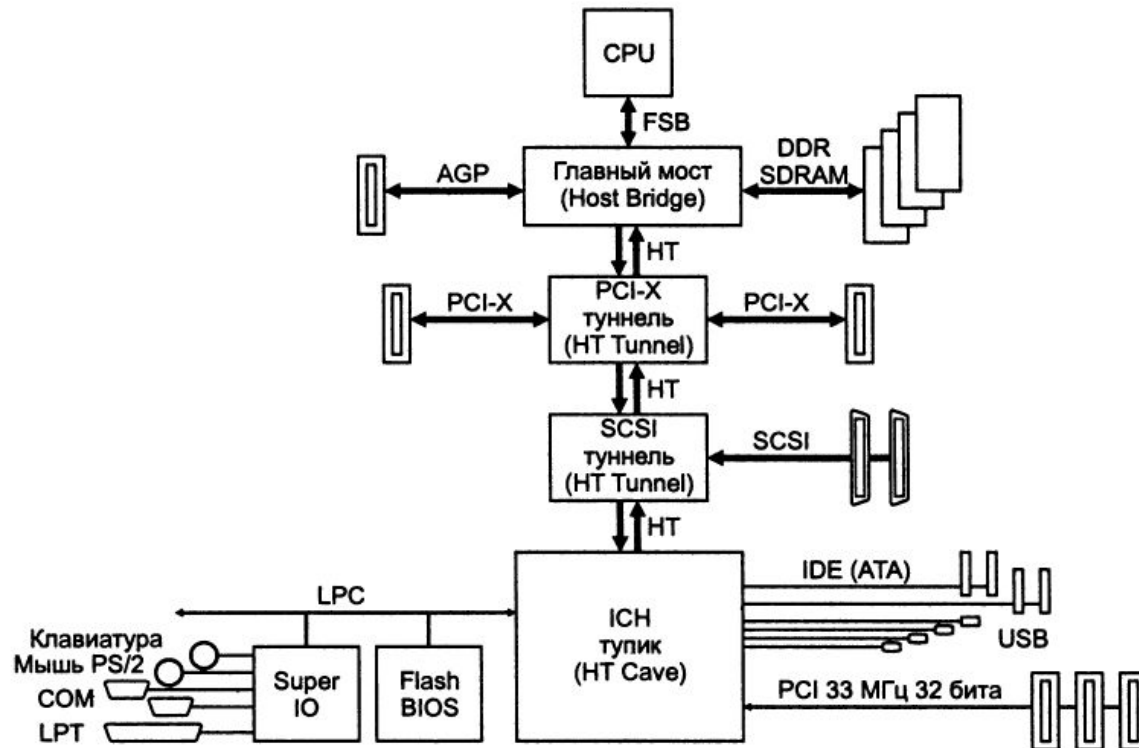 CPU
FSB
AGP
Главный мост
(Host Bridge)
DDR
SDRAM
HT
PCI-X
PCI-X
туннель
(HT Tunnel)
PCI-X
HT
SCSI
туннель
(HT Tunnel)
SCSI
HT
IDE (ATA)
LPC
ICH
тупик
(HT Cave)
USB
Клавиатура
Мышь PS/2
COM
LPT
Super
IO
Flash
BIOS
PCI 33 МГц 32 бита